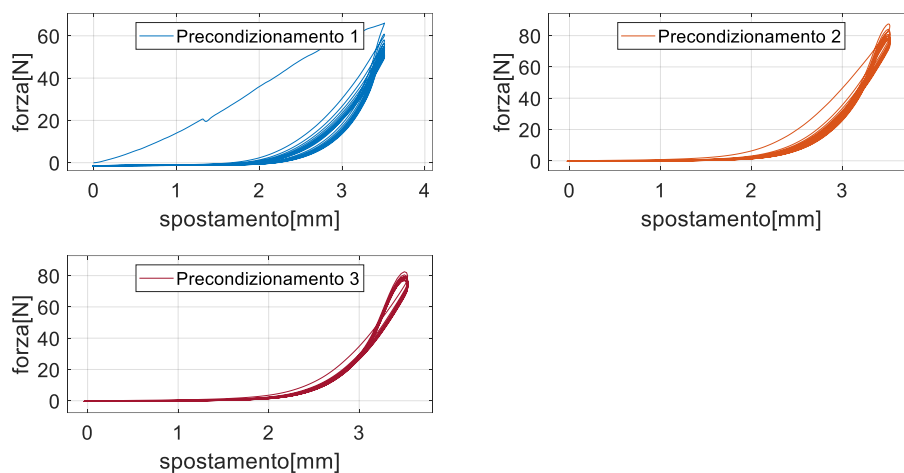 Precondizionamento 1
forza[N]
60
40
20
0
0 1 2 3 4
spostamento[mm]
Precondizionamento 2
forza[N]
80
60
40
20
0
0 1 2 3
spostamento[mm]
Precondizionamento 3
forza[N]
80
60
40
20
0
0 1 2 3
spostamento[mm]